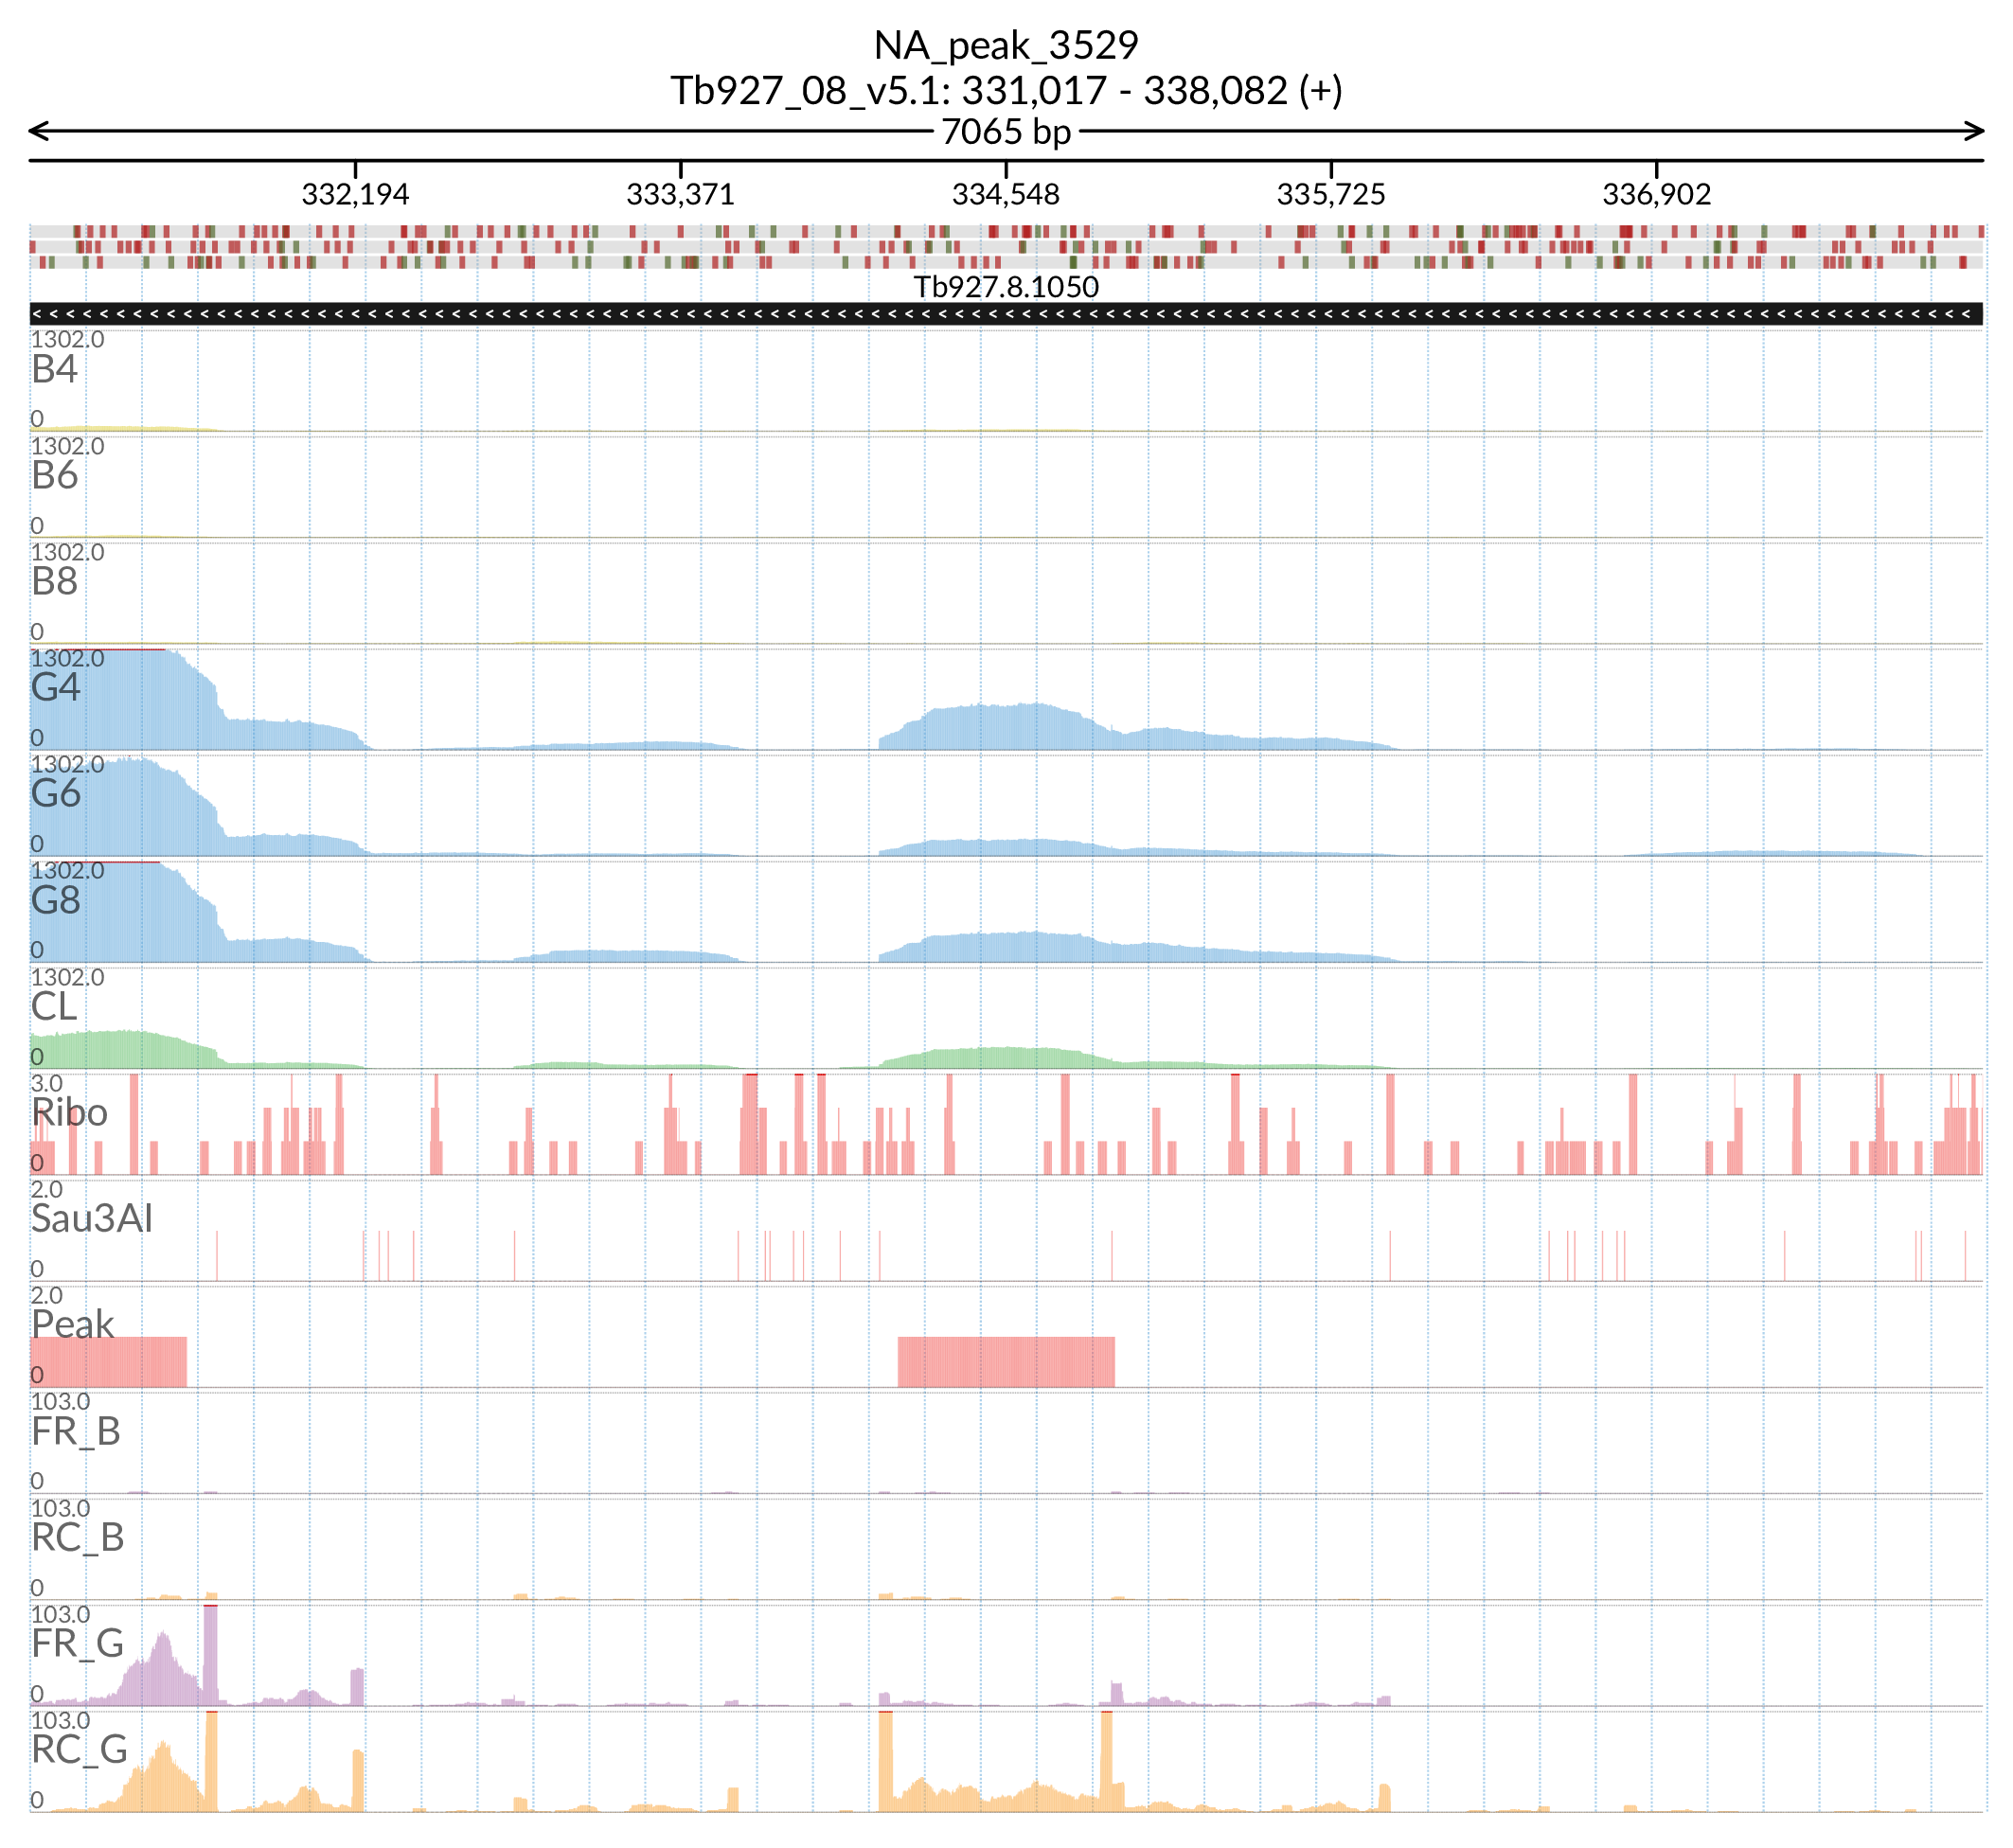 NA_peak_3529
Tb927_08_v5.1: 331,017 - 338,082 (+)
7065 bp
332,194 333,371 334,548 335,725 336,902
Tb927.8.1050
1302.0
B4
0
1302.0
B6
0
1302.0
B8
0
1302.0
G4
0
1302.0
G6
0
1302.0
G8
0
1302.0
CL
0
3.0
Ribo
0
2.0
Sau3AI
0
2.0
Peak
0
103.0
FR_B
0
103.0
RC_B
0
103.0
FR_G
0
103.0
RC_G
0